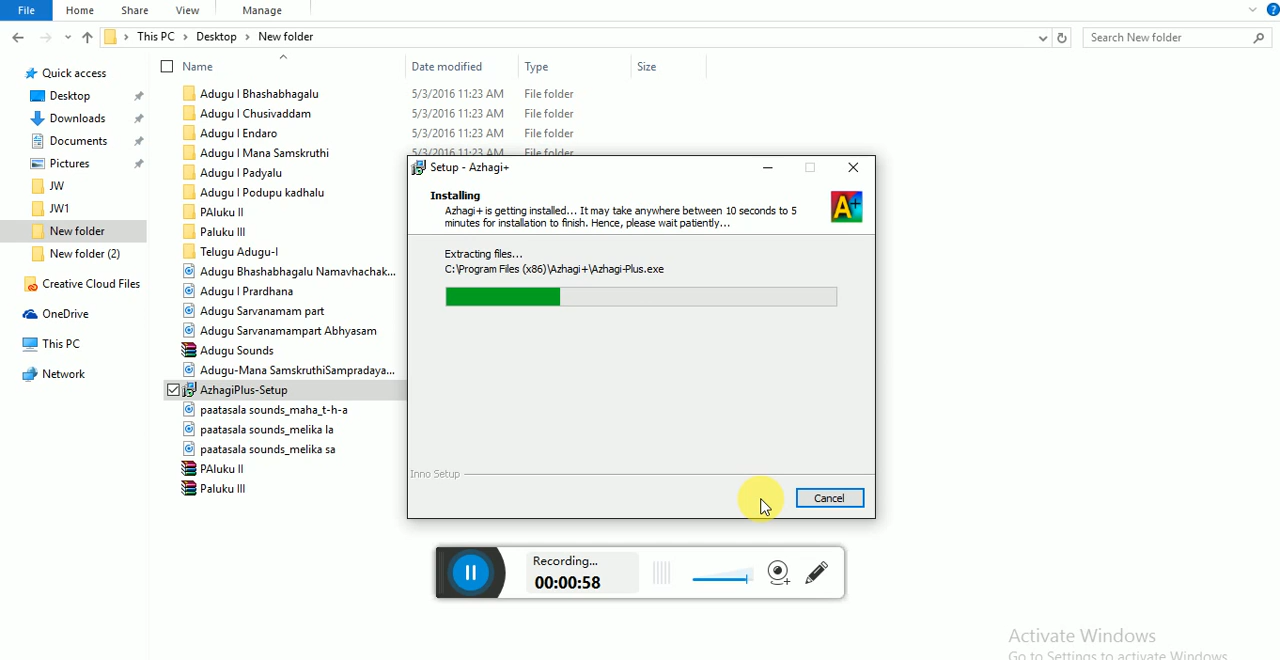 File Home Share View Manage
This PC Desktop New folder
Search New folder
Name Date modified Type Size
Quick access
Desktop
Downloads
Documents
Pictures
JW
JW1
New folder
New folder (2)
Creative Cloud Files
OneDrive
This PC
Network
Adugu I Bhashabhagalu 5/3/2016 11:23 AM File folder
Adugu I Chusivaddam 5/3/2016 11:23 AM File folder
Adugu I Endaro 5/3/2016 11:23 AM File folder
Adugu I Mana Samskruthi 5/3/2016 11:23 AM File folder
Adugu I Padyalu
Adugu I Podupu kadhalu
PAluku II
Paluku III
Telugu Adugu-I
Adugu Bhashabhagalu Namavhachak...
Adugu I Prardhana
Adugu Sarvanamam part
Adugu Sarvanamampart Abhyasam
Adugu Sounds
Adugu-Mana SamskruthiSampradaya...
AzhagiPlus-Setup
paatasala sounds_maha_t-h-a
paatasala sounds_melika la
paatasala sounds_melika sa
PAluku II
Paluku III
Setup - Azhagi+
Installing
Azhagi+ is getting installed... It may take anywhere between 10 seconds to 5
minutes for installation to finish. Hence, please wait patiently...
A+
Extracting files...
C:\Program Files (x86)\Azhagi+\Azhagi-Plus.exe
Inno Setup
Cancel
Recording...
00:00:58
Activate Windows
Go to Settings to activate Windows.